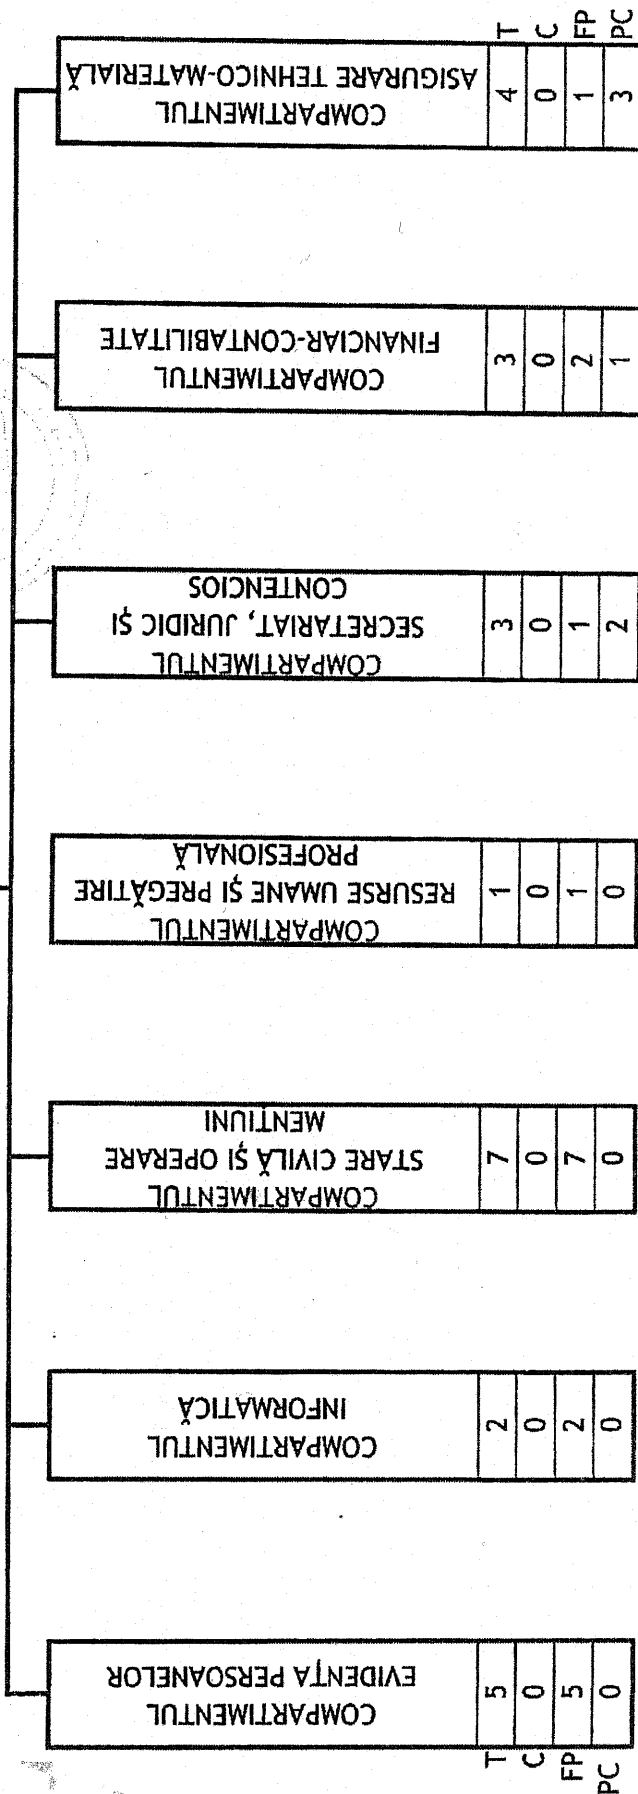 COMPARTIMENTUL
EVIDENȚA PERSOANELOR
T 5
C 0
FP 5
PC 0
COMPARTIMENTUL
INFORMATICĂ
2
0
2
0
COMPARTIMENTUL
STARE CIVILĂ ȘI OPERARE
MENTIUNI
7
0
7
0
COMPARTIMENTUL
RESURSE UMANE ȘI PREGĂTIRE
PROFESIONALĂ
1
0
1
0
COMPARTIMENTUL
SECRETARIAT, JURIDIC ȘI
CONTENCIOS
3
0
1
2
COMPARTIMENTUL
FINANCIAR-CONTABILITATE
3
0
2
1
COMPARTIMENTUL
ASIGURARE TEHNICO-MATERIALĂ
4 T
0 C
1 FP
3 PC